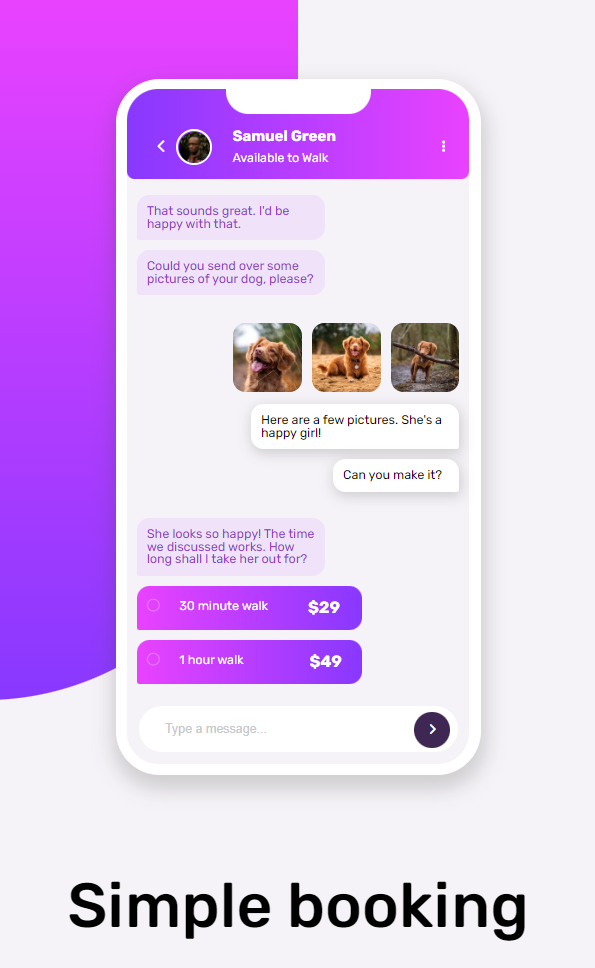 Samuel Green
Available to Walk
That sounds great. I'd be
happy with that.
Could you send over some
pictures of your dog, please?
Here are a few pictures. She's a
happy girl!
Can you make it?
She looks so happy! The time
we discussed works. How
long shall I take her out for?
30 minute walk $29
1 hour walk $49
Type a message...
Simple booking